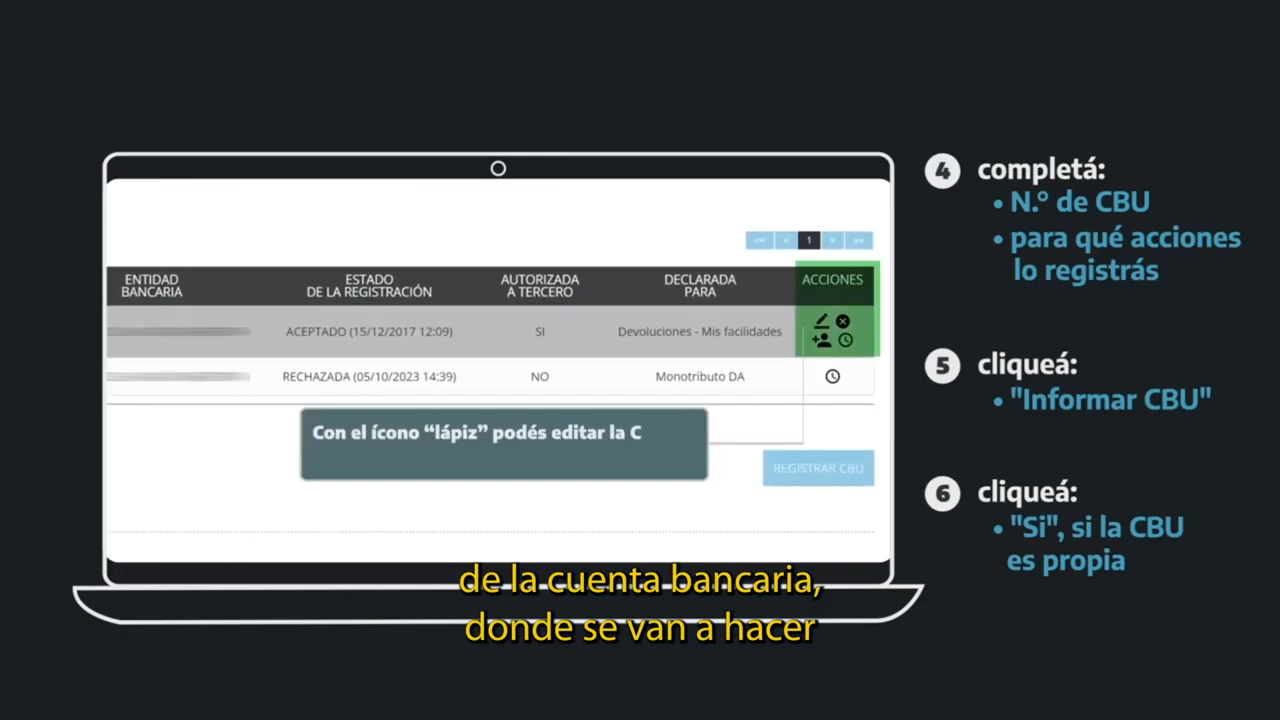 << < 1 > >>
ENTIDAD BANCARIA
ESTADO DE LA REGISTRACIÓN
AUTORIZADA A TERCERO
DECLARADA PARA
ACCIONES
ACEPTADO (15/12/2017 12:09) SI Devoluciones - Mis facilidades
RECHAZADA (05/10/2023 14:39) NO Monotributo DA
Con el ícono “lápiz” podés editar la C
REGISTRAR CBU
4 completá:
• N.º de CBU
• para qué acciones
lo registrás
5 cliqueá:
• "Informar CBU"
6 cliqueá:
• "Si", si la CBU
es propia
de la cuenta bancaria,
donde se van a hacer